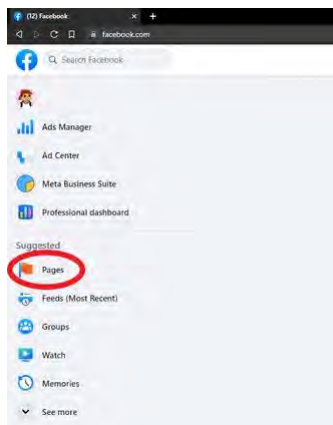 (12) Facebook
facebook.com
Search Facebook
Ads Manager
Ad Center
Meta Business Suite
Professional dashboard
Suggested
Pages
Feeds (Most Recent)
Groups
Watch
Memories
See more